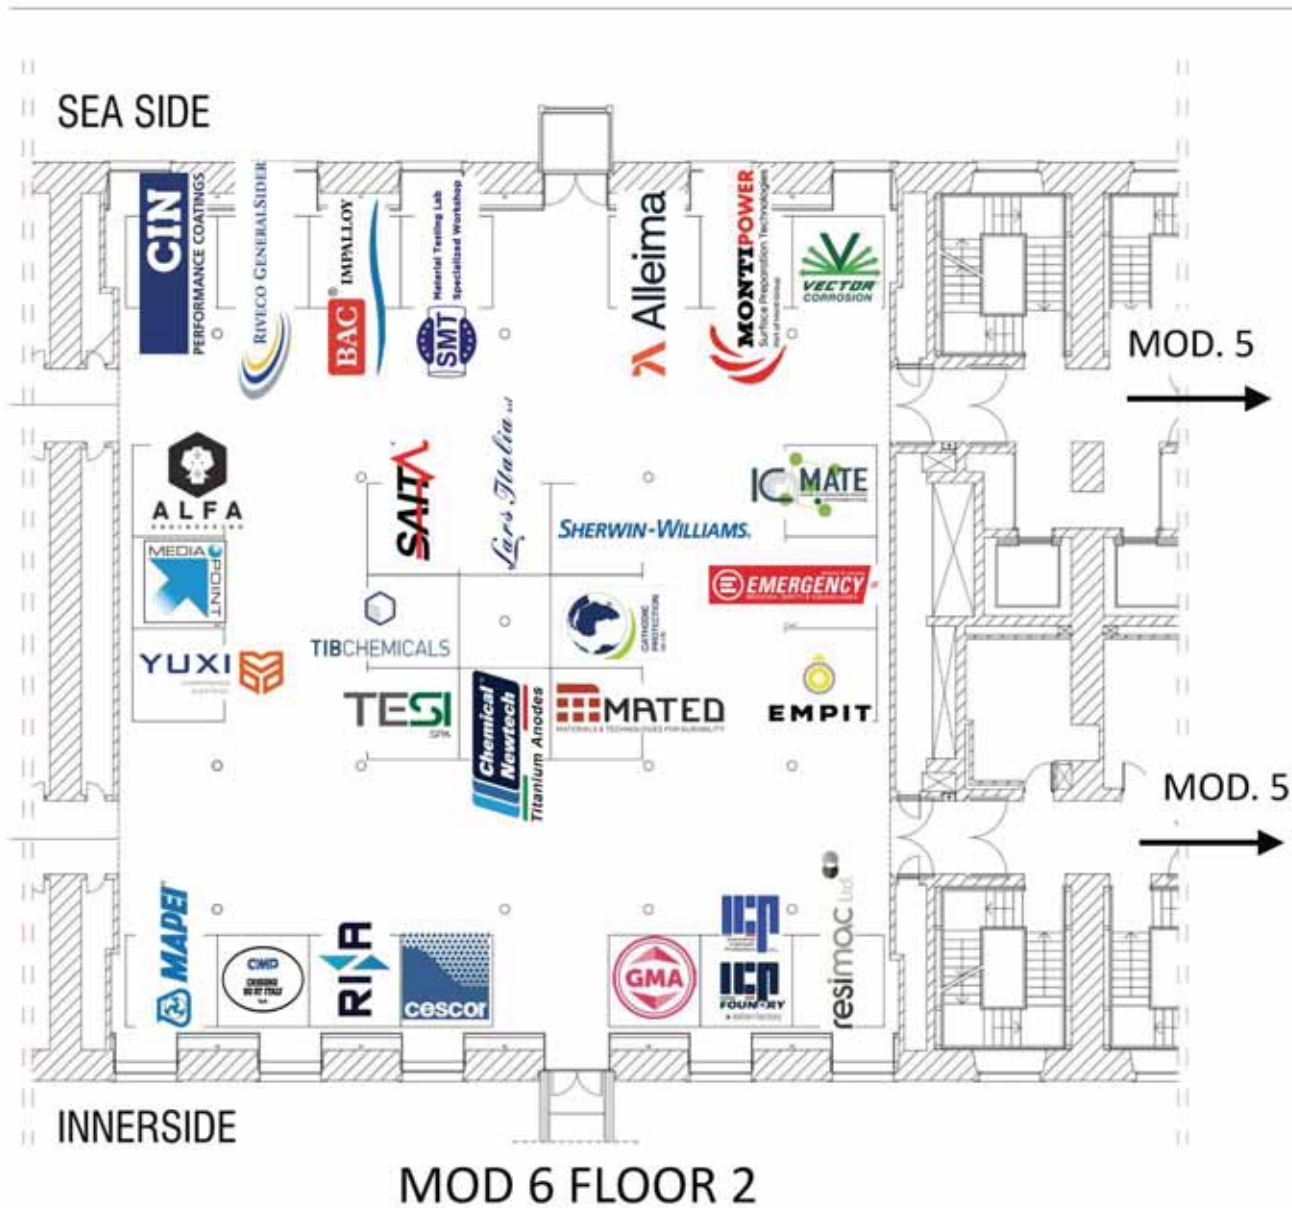 SEA SIDE
CIN
PERFORMANCE COATINGS
RIVECO GENERALSIDER
BAC® IMPALLOY
SMT
Material Testing Lab
Specialized Workshop
Alleima
MONTIPOWER
Surface Preparation Technologies
VECTOR
CORROSION
MOD. 5
ALFA
ENGINEERING
SAIT
Lars Italia srl
IC MATE
SHERWIN-WILLIAMS.
MEDIA
POINT
EMERGENCY
TIBCHEMICALS
CATHODIC
PROTECTION
YUXI
TESI
SPA
Chemical
Newtech
Titanium Anodes
MATED
MATERIALS & TECHNOLOGIES FOR DURABILITY
EMPIT
MOD. 5
MAPEI
CMP
RINA
cescor
GMA
ICP
ICP
FOUNDRY
resimac Ltd.
INNERSIDE
MOD 6 FLOOR 2